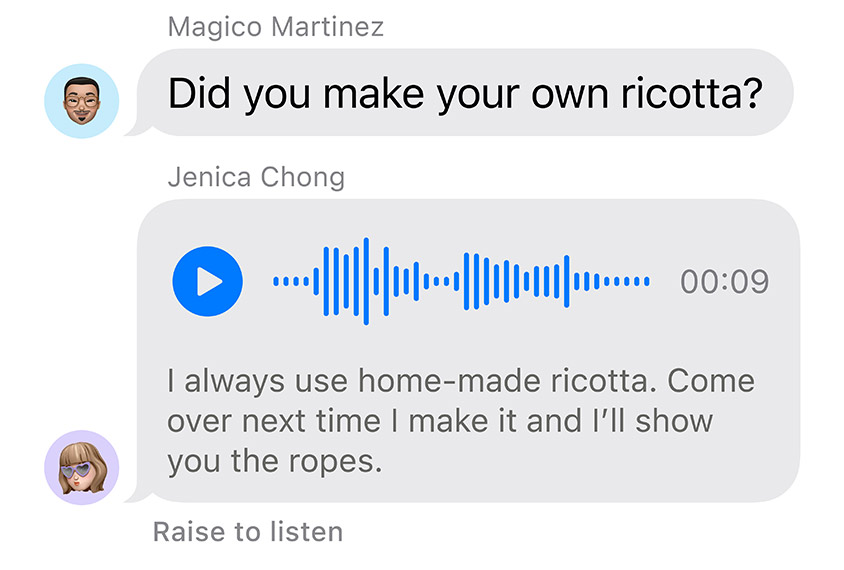 Magico Martinez
Did you make your own ricotta?
Jenica Chong
00:09
I always use home-made ricotta. Come
over next time I make it and I’ll show
you the ropes.
Raise to listen